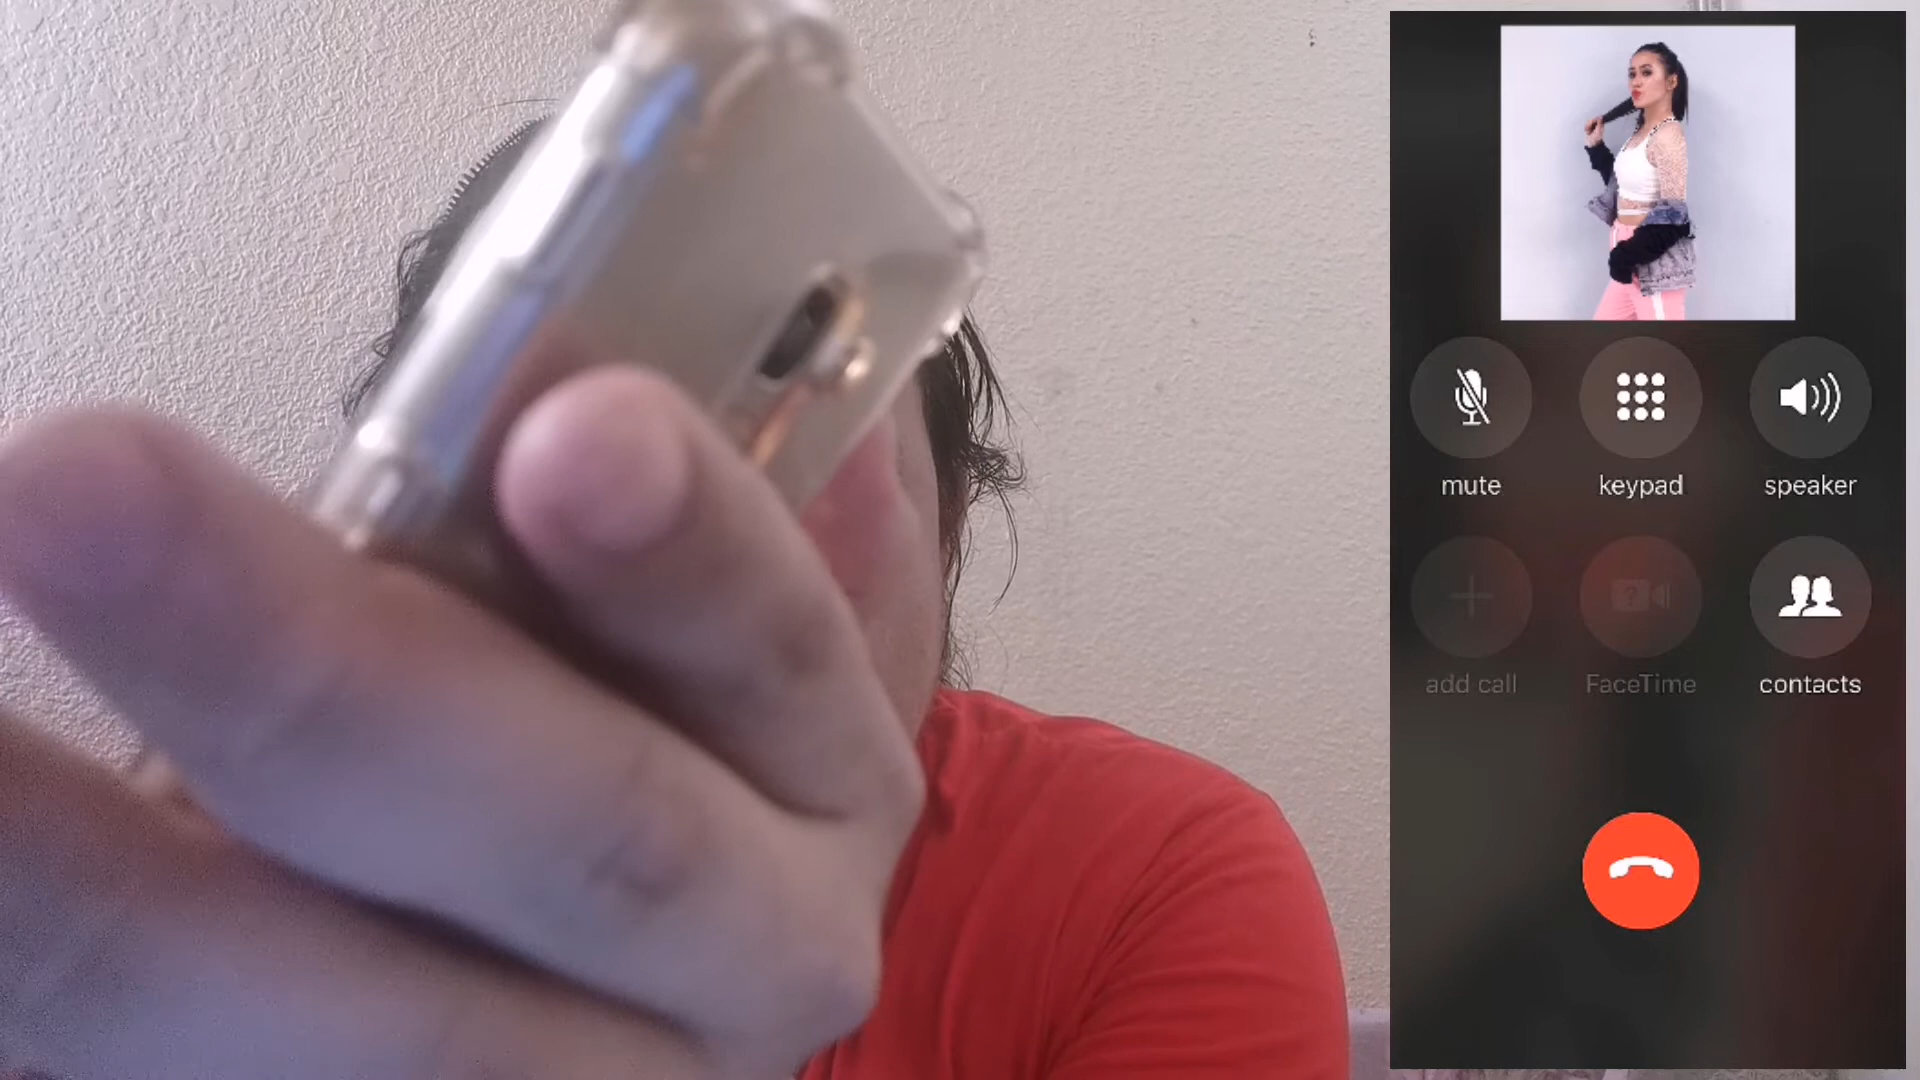 mute
keypad
speaker
add call
FaceTime
contacts